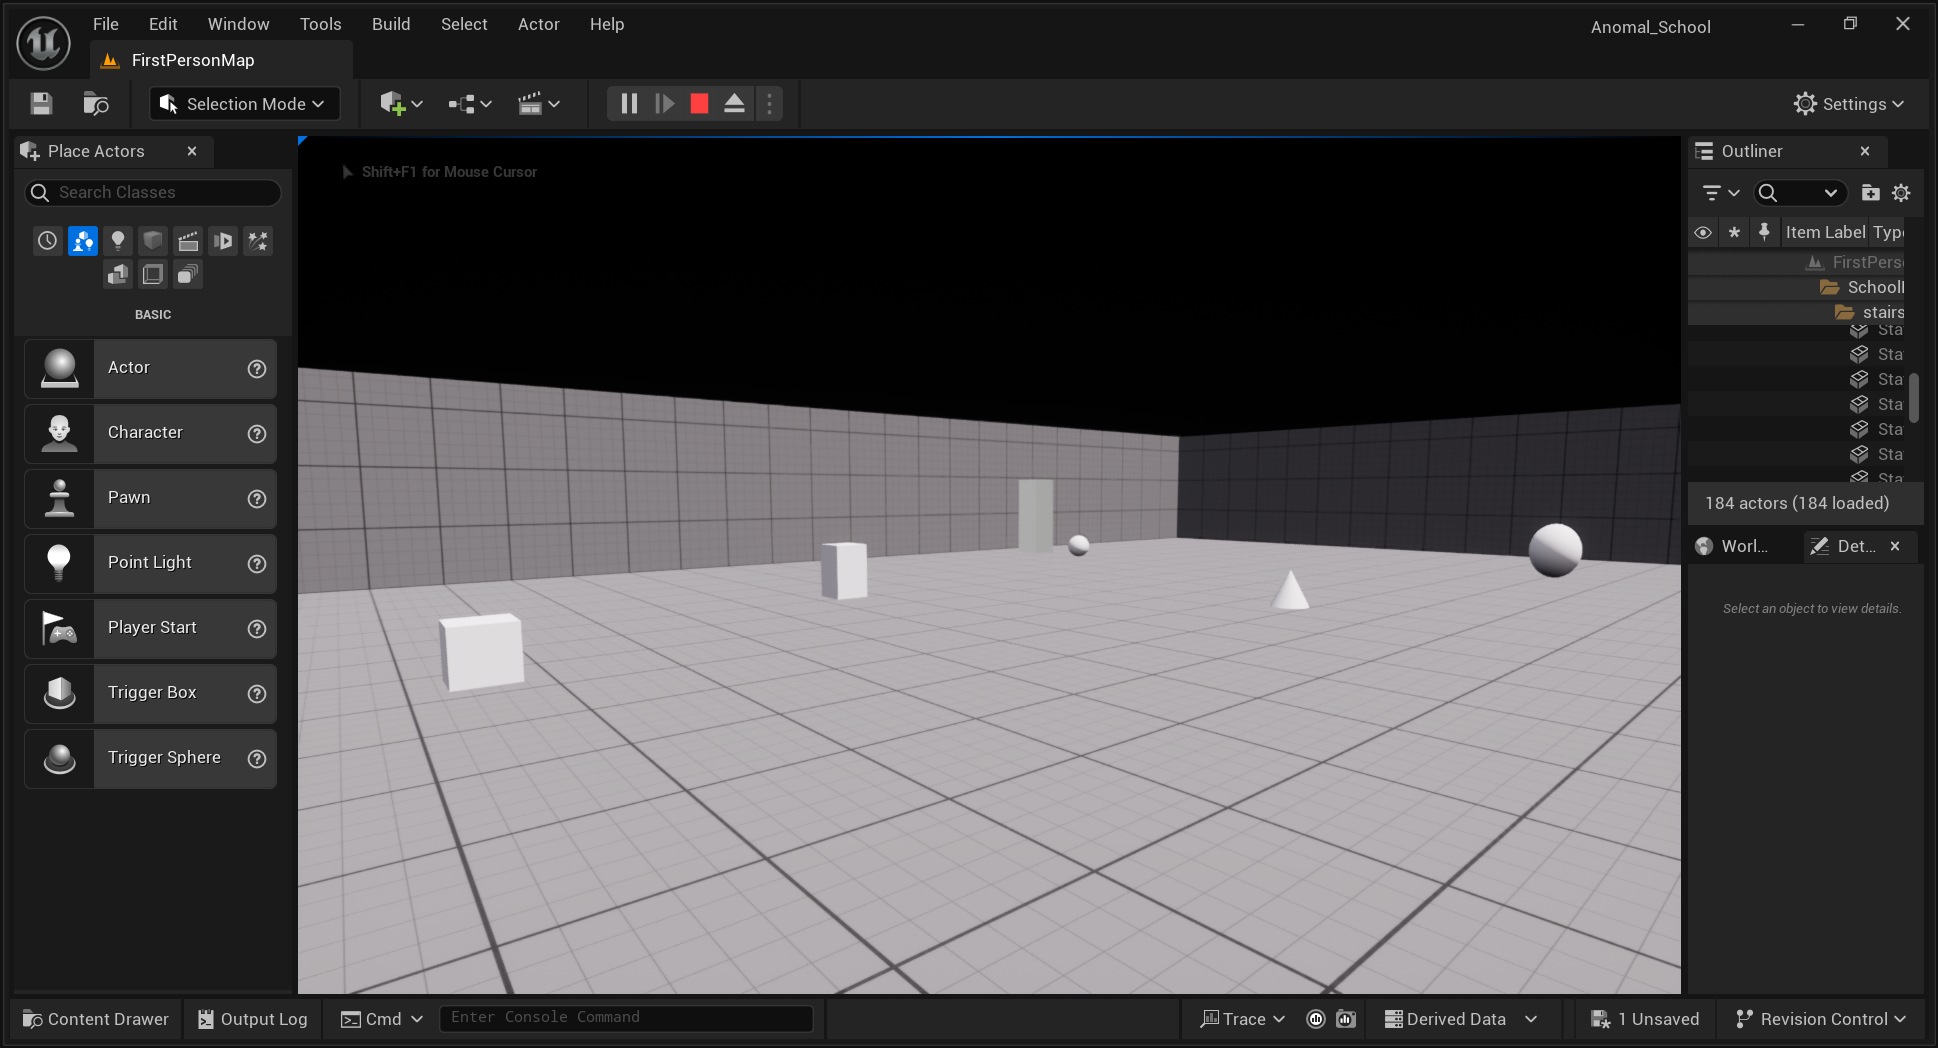 File Edit Window Tools Build Select Actor Help
Anomal_School
FirstPersonMap
Selection Mode
Settings
Place Actors
Search Classes
BASIC
Actor
Character
Pawn
Point Light
Player Start
Trigger Box
Trigger Sphere
Shift+F1 for Mouse Cursor
Outliner
Item Label Type
FirstPers
School
stairs
Sta
Sta
Sta
Sta
Sta
Sta
Sta
184 actors (184 loaded)
Worl... Det...
Select an object to view details.
Content Drawer Output Log Cmd Enter Console Command Trace Derived Data 1 Unsaved Revision Control